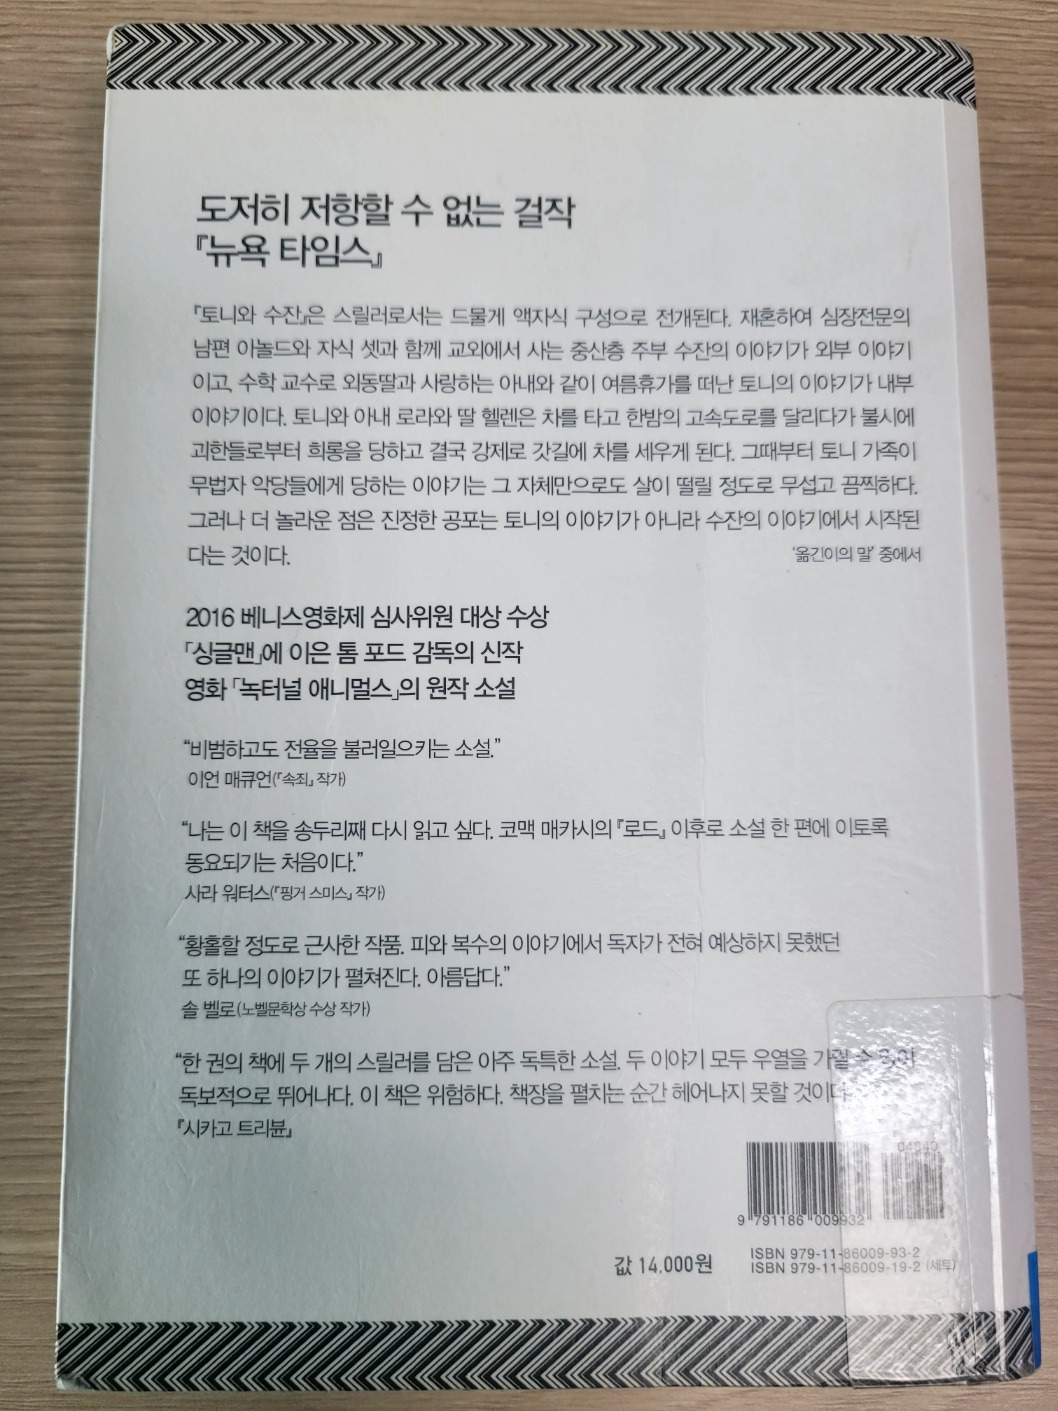 도저히 저항할 수 없는 걸작
『뉴욕 타임스』
『토니와 수잔』은 스릴러로서는 드물게 액자식 구성으로 전개된다. 재혼하여 심장전문의
남편 아놀드와 자식 셋과 함께 교외에서 사는 중산층 주부 수잔의 이야기가 외부 이야기
이고, 수학 교수로 외동딸과 사랑하는 아내와 같이 여름휴가를 떠난 토니의 이야기가 내부
이야기이다. 토니와 아내 로라와 딸 헬렌은 차를 타고 한밤의 고속도로를 달리다가 불시에
괴한들로부터 희롱을 당하고 결국 강제로 갓길에 차를 세우게 된다. 그때부터 토니 가족이
무법자 악당들에게 당하는 이야기는 그 자체만으로도 살이 떨릴 정도로 무섭고 끔찍하다.
그러나 더 놀라운 점은 진정한 공포는 토니의 이야기가 아니라 수잔의 이야기에서 시작된
다는 것이다.
‘옮긴이의 말’ 중에서
2016 베니스영화제 심사위원 대상 수상
「싱글맨」에 이은 톰 포드 감독의 신작
영화 「녹터널 애니멀스」의 원작 소설
“비범하고도 전율을 불러일으키는 소설.”
이언 매큐언(『속죄』 작가)
“나는 이 책을 송두리째 다시 읽고 싶다. 코맥 매카시의 『로드』 이후로 소설 한 편에 이토록
동요되기는 처음이다.”
사라 워터스(『핑거 스미스』 작가)
“황홀할 정도로 근사한 작품. 피와 복수의 이야기에서 독자가 전혀 예상하지 못했던
또 하나의 이야기가 펼쳐진다. 아름답다.”
솔 벨로(노벨문학상 수상 작가)
“한 권의 책에 두 개의 스릴러를 담은 아주 독특한 소설. 두 이야기 모두 우열을 가릴 수 없이
독보적으로 뛰어나다. 이 책은 위험하다. 책장을 펼치는 순간 헤어나지 못할 것이다
『시카고 트리뷴』
04840
9 791186 009932
값 14,000원
ISBN 979-11-86009-93-2
ISBN 979-11-86009-19-2 (세트)